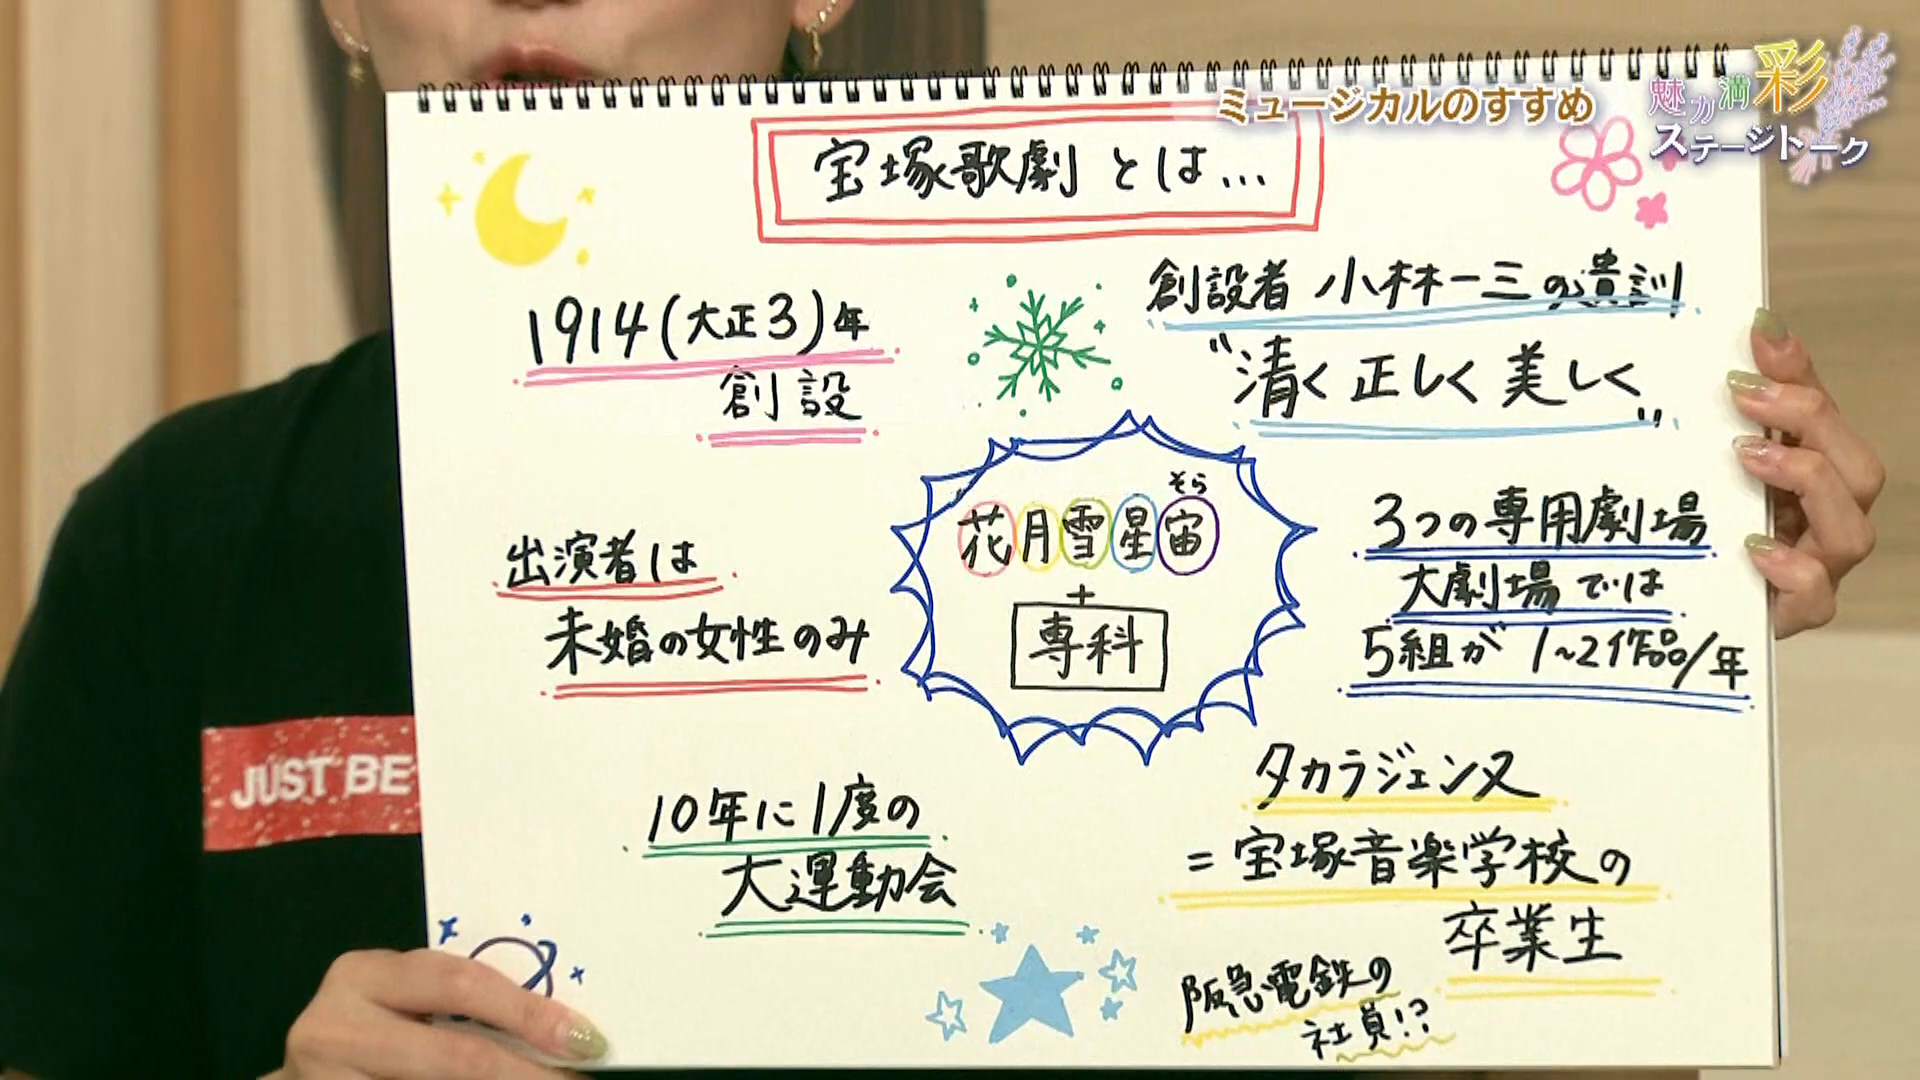 ミュージカルのすすめ
魅力満彩
ステージトーク
宝塚歌劇とは…
1914(大正3)年
創設
創設者 小林一三の遺訓
"清く正しく美しく"
そら
花月雪星宙
+
専科
出演者は
未婚の女性のみ
3つの専用劇場
大劇場では
5組が1~2作品/年
10年に1度の
大運動会
タカラジェンヌ
=宝塚音楽学校の
卒業生
阪急電鉄の
社員!?
JUST BE